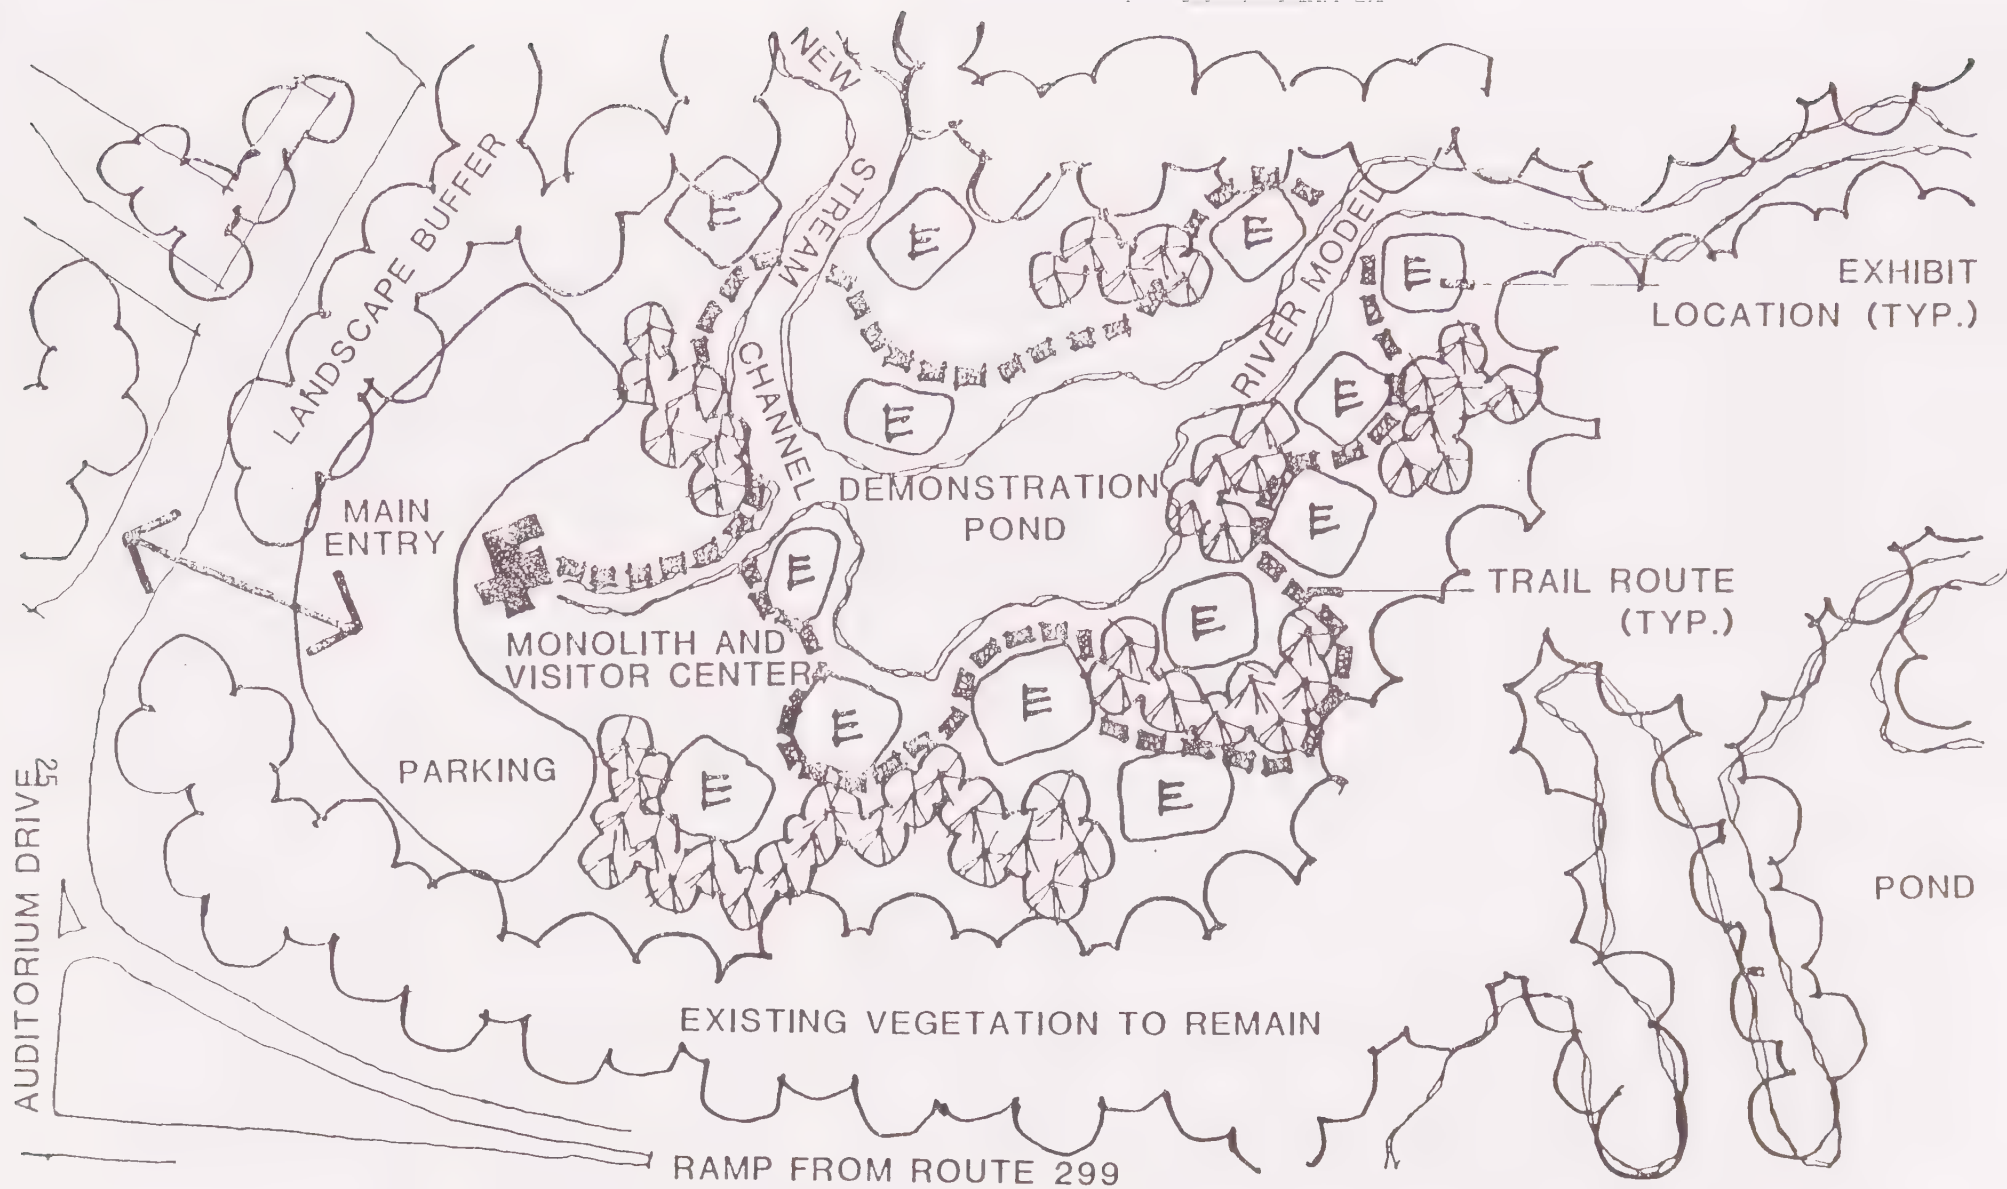 NEW
STREAM
CHANNEL
LANDSCAPE BUFFER
E
E
E
RIVER MODEL
E
EXHIBIT
LOCATION (TYP.)
E
E
MAIN
ENTRY
DEMONSTRATION
POND
E
E
TRAIL ROUTE
(TYP.)
E
MONOLITH AND
VISITOR CENTER
E
E
PARKING
E
E
AUDITORIUM DRIVE
25
POND
EXISTING VEGETATION TO REMAIN
RAMP FROM ROUTE 299